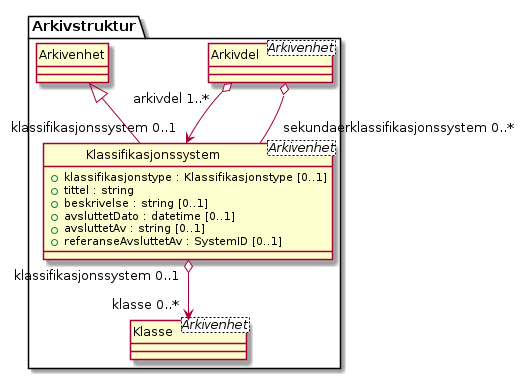 Arkivstruktur
Arkivenhet
Arkivdel
Arkivenhet
arkivdel 1..*
klassifikasjonssystem 0..1
sekundaerklassifikasjonssystem 0..*
Klassifikasjonssystem
Arkivenhet
klassifikasjonstype : Klassifikasjonstype [0..1]
tittel : string
beskrivelse : string [0..1]
avsluttetDato : datetime [0..1]
avsluttetAv : string [0..1]
referanseAvsluttetAv : SystemID [0..1]
klassifikasjonssystem 0..1
klasse 0..*
Klasse
Arkivenhet